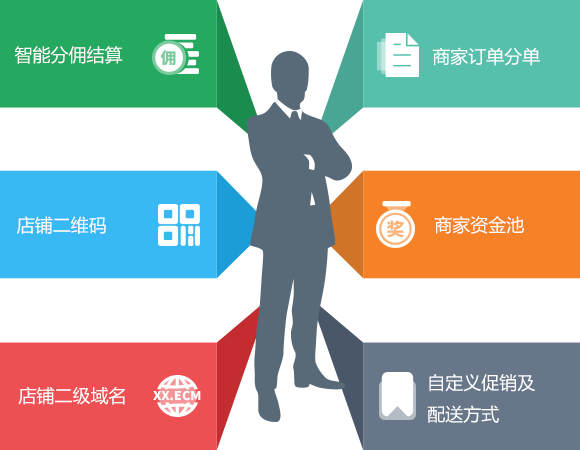 智能分佣结算
佣
商家订单分单
店铺二维码
商家资金池
奖
店铺二级域名
XX.ECM
自定义促销及
配送方式